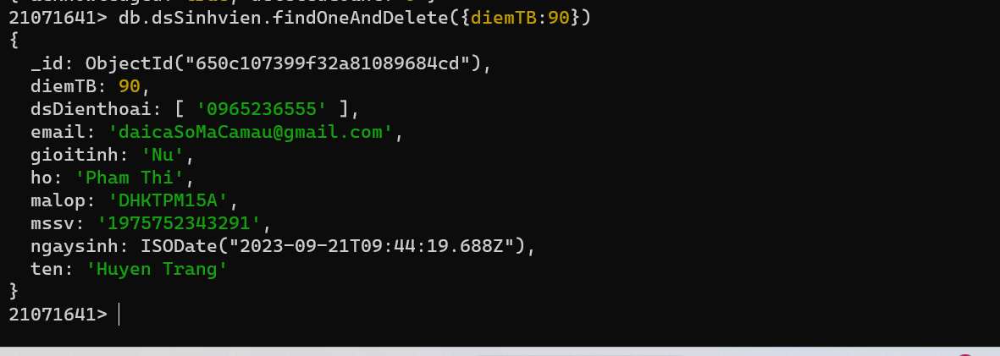 21071641> db.dsSinhvien.findOneAndDelete({diemTB:90})
{
  _id: ObjectId("650c107399f32a81089684cd"),
  diemTB: 90,
  dsDienthoai: [ '0965236555' ],
  email: 'daicaSoMaCamau@gmail.com',
  gioitinh: 'Nu',
  ho: 'Pham Thi',
  malop: 'DHKTPM15A',
  mssv: '1975752343291',
  ngaysinh: ISODate("2023-09-21T09:44:19.688Z"),
  ten: 'Huyen Trang'
}
21071641>